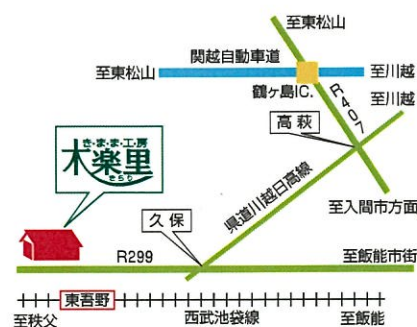 至東松山
関越自動車道
至東松山
至川越
鶴ヶ島IC.
R407
至川越
高萩
き・ま・ま・工・房
木楽里
きらり
県道川越日高線
至入間市方面
久保
R299
至飯能市街
東吾野
至秩父
西武池袋線
至飯能